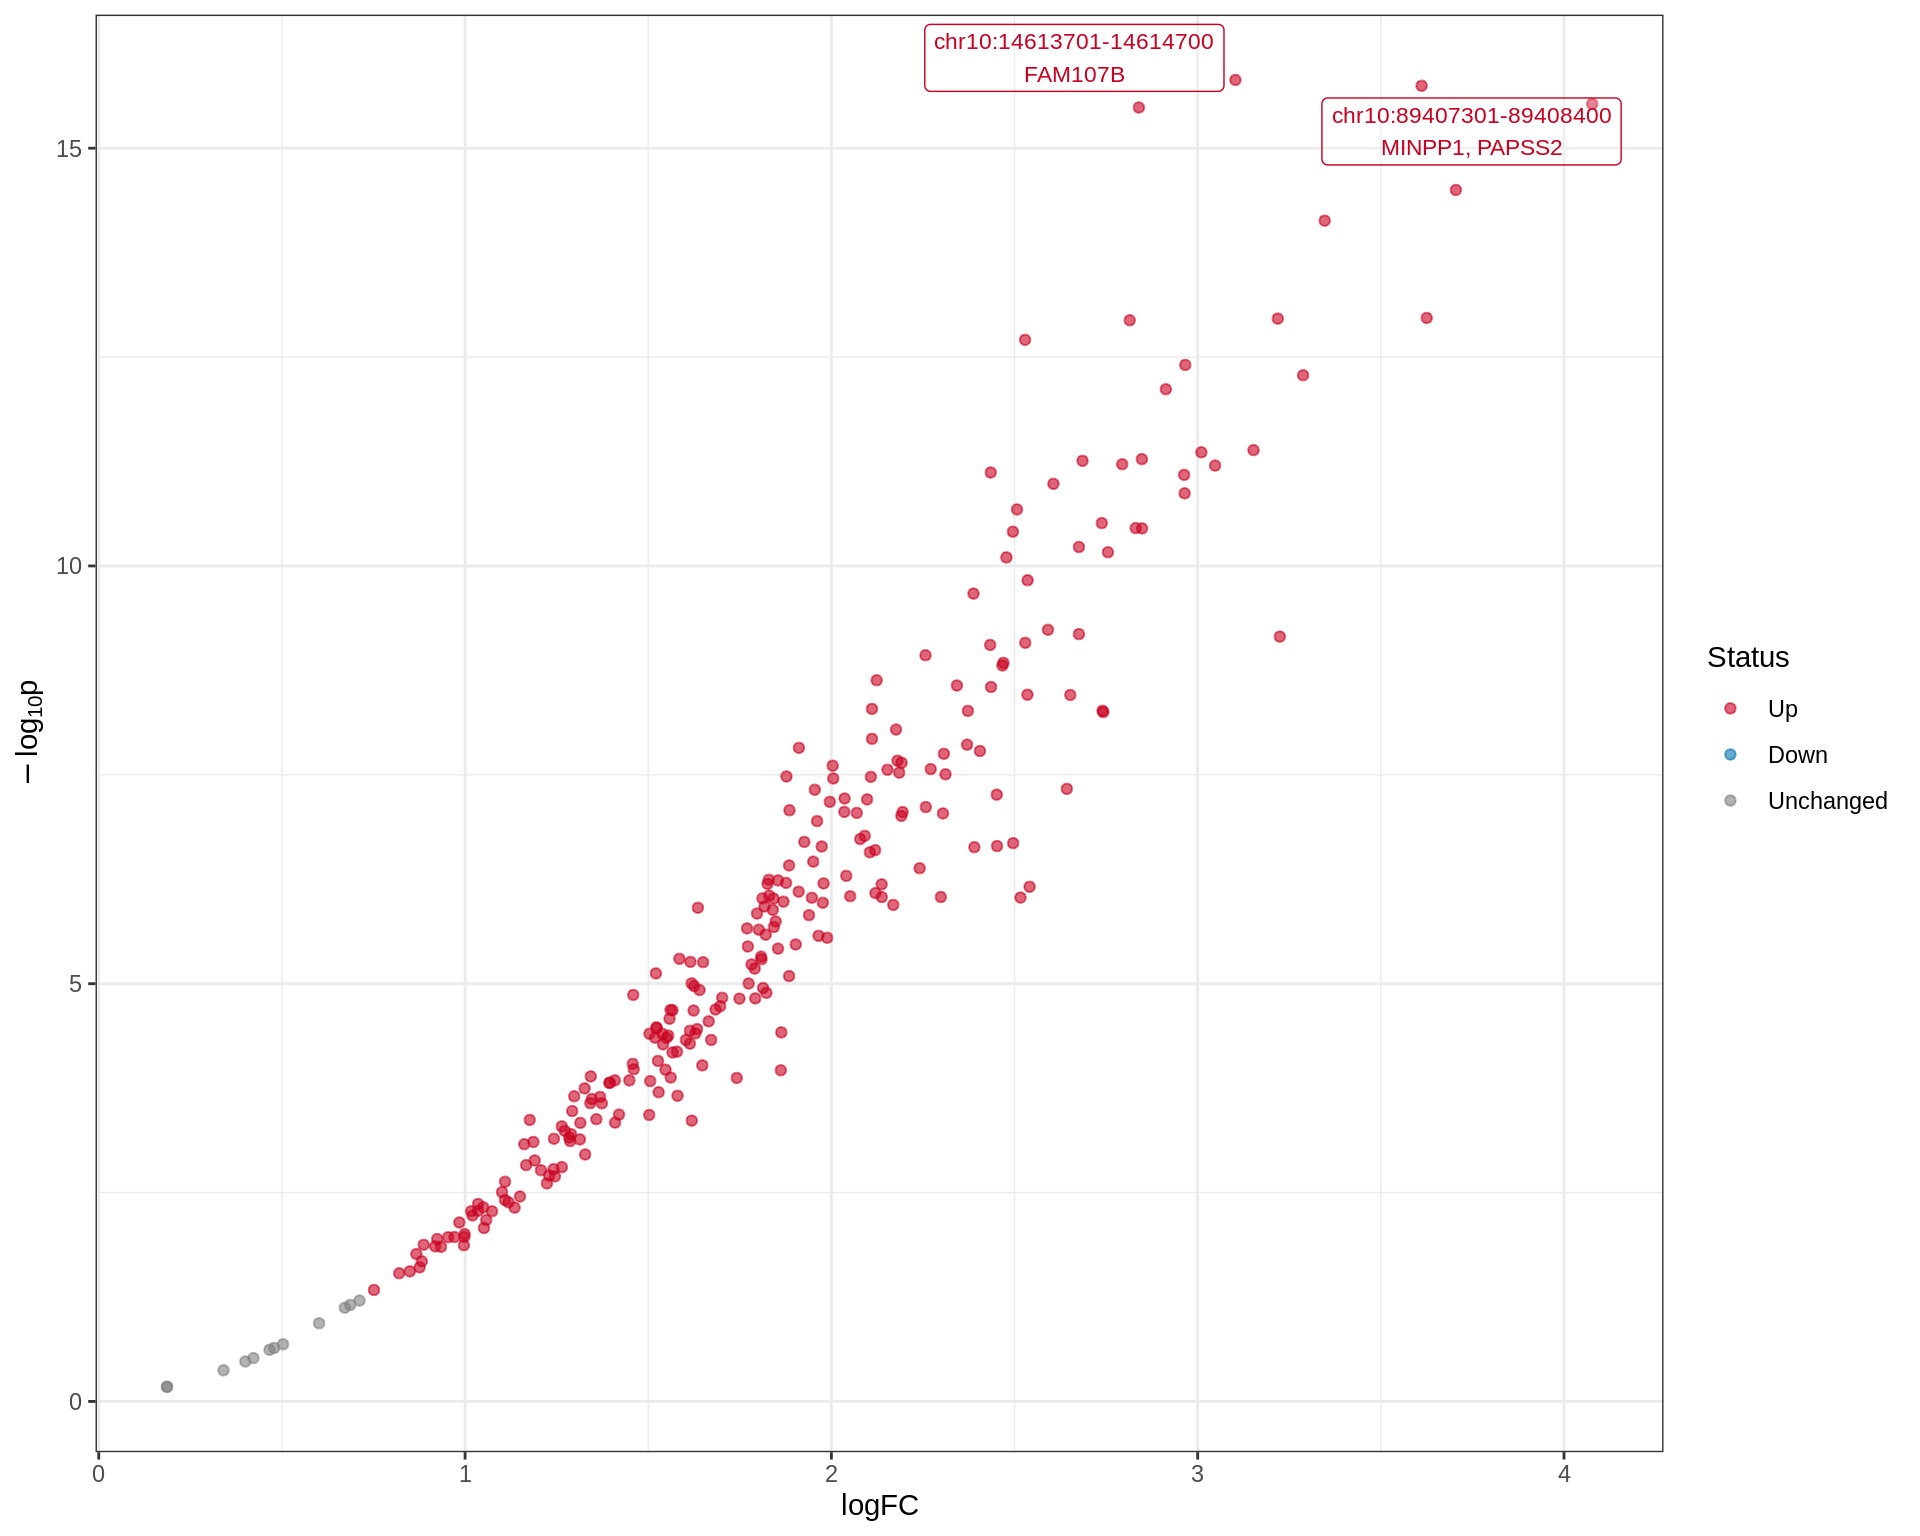 chr10:14613701-14614700
FAM107B
chr10:89407301-89408400
MINPP1, PAPSS2
15
10
5
0
− log10p
0 1 2 3 4
logFC
Status
Up
Down
Unchanged